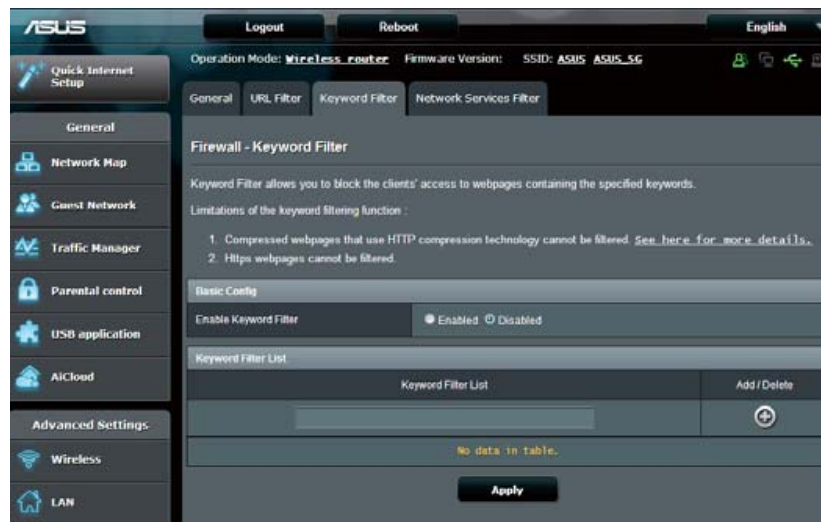 ASUS
Logout
Reboot
English
Quick Internet Setup
Operation Mode: Wireless router Firmware Version: SSID: ASUS ASUS_5G
General
URL Filter
Keyword Filter
Network Services Filter
General
Network Map
Guest Network
Traffic Manager
Parental control
USB application
AiCloud
Advanced Settings
Wireless
LAN
Firewall - Keyword Filter
Keyword Filter allows you to block the clients' access to webpages containing the specified keywords.
Limitations of the keyword filtering function :
1. Compressed webpages that use HTTP compression technology cannot be filtered. See here for more details.
2. Https webpages cannot be filtered.
Basic Config
Enable Keyword Filter
Enabled Disabled
Keyword Filter List
Keyword Filter List
Add / Delete
No data in table.
Apply